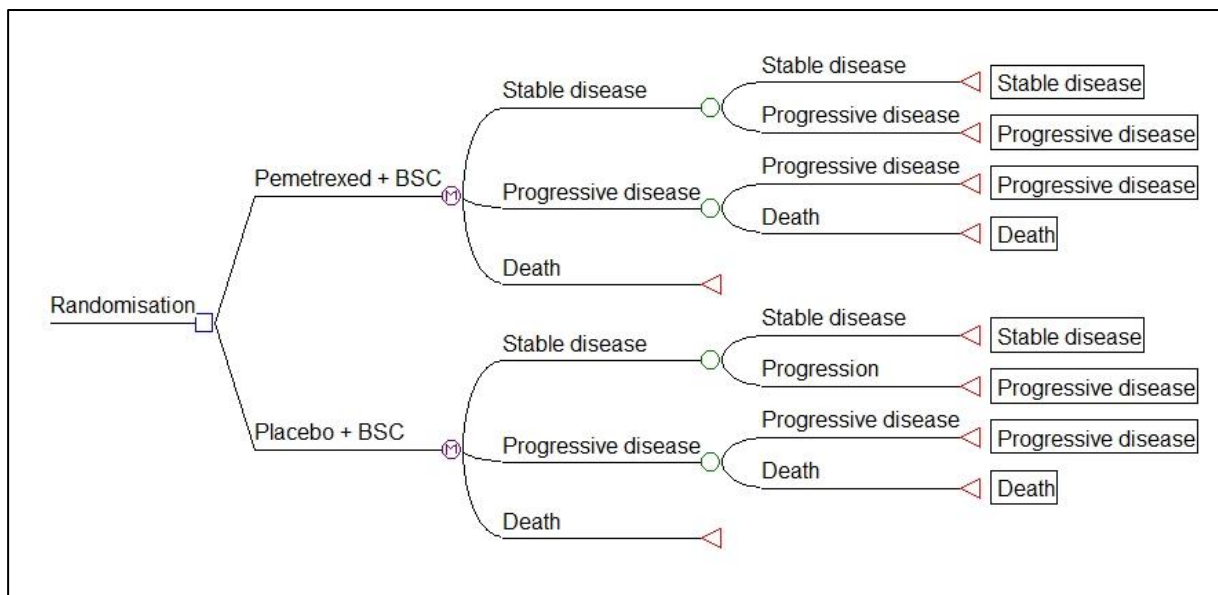 Stable disease
Stable disease
Stable disease
Progressive disease
Progressive disease
Pemetrexed + BSC
M
Progressive disease
Progressive disease
Progressive disease
Death
Death
Death
Randomisation
Stable disease
Stable disease
Stable disease
Progression
Progressive disease
Placebo + BSC
M
Progressive disease
Progressive disease
Progressive disease
Death
Death
Death